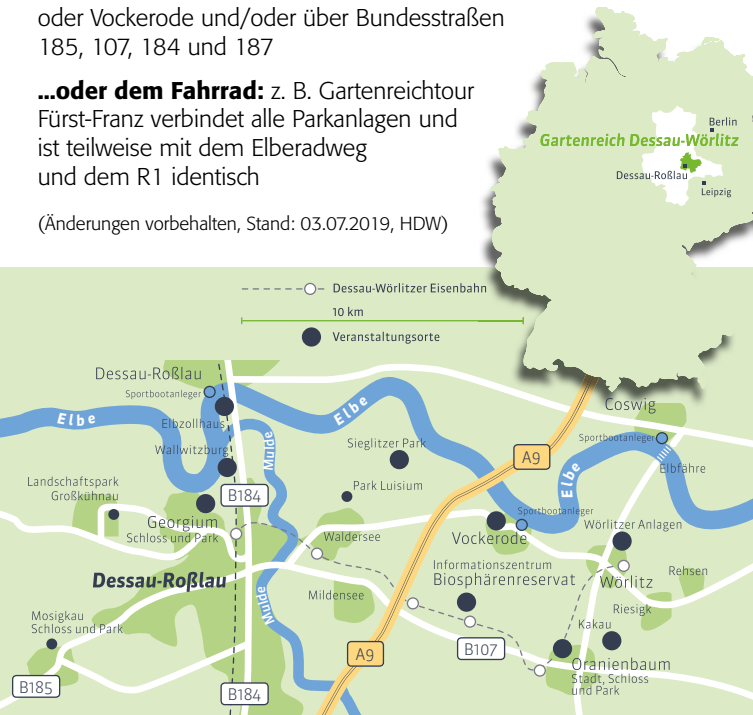 oder Vockerode und/oder über Bundesstraßen
185, 107, 184 und 187
...oder dem Fahrrad: z. B. Gartenreichtour
Fürst-Franz verbindet alle Parkanlagen und
ist teilweise mit dem Elberadweg
und dem R1 identisch
(Änderungen vorbehalten, Stand: 03.07.2019, HDW)
Berlin
Gartenreich Dessau-Wörlitz
Dessau-Roßlau
Leipzig
Dessau-Wörlitzer Eisenbahn
10 km
Veranstaltungsorte
Dessau-Roßlau
Sportbootanleger
Elbe
Elbzollhaus
Wallwitzburg
Mulde
Elbe
Sieglitzer Park
Park Luisium
A9
Coswig
Sportbootanleger
Elbfähre
Elbe
Landschaftspark
Großkühnau
B184
Georgium
Schloss und Park
Waldersee
Sportbootanleger
Vockerode
Wörlitzer Anlagen
Dessau-Roßlau
Mildensee
Informationszentrum
Biosphärenreservat
Wörlitz
Rehsen
Riesigk
Kakau
Mosigkau
Schloss und Park
Mulde
A9
B107
Oranienbaum
Stadt, Schloss
und Park
B185
B184